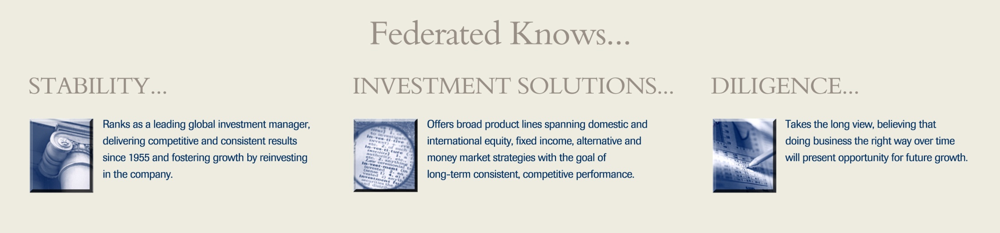 Federated Knows...
STABILITY...
Ranks as a leading global investment manager,
delivering competitive and consistent results
since 1955 and fostering growth by reinvesting
in the company.
INVESTMENT SOLUTIONS...
Offers broad product lines spanning domestic and
international equity, fixed income, alternative and
money market strategies with the goal of
long-term consistent, competitive performance.
DILIGENCE...
Takes the long view, believing that
doing business the right way over time
will present opportunity for future growth.